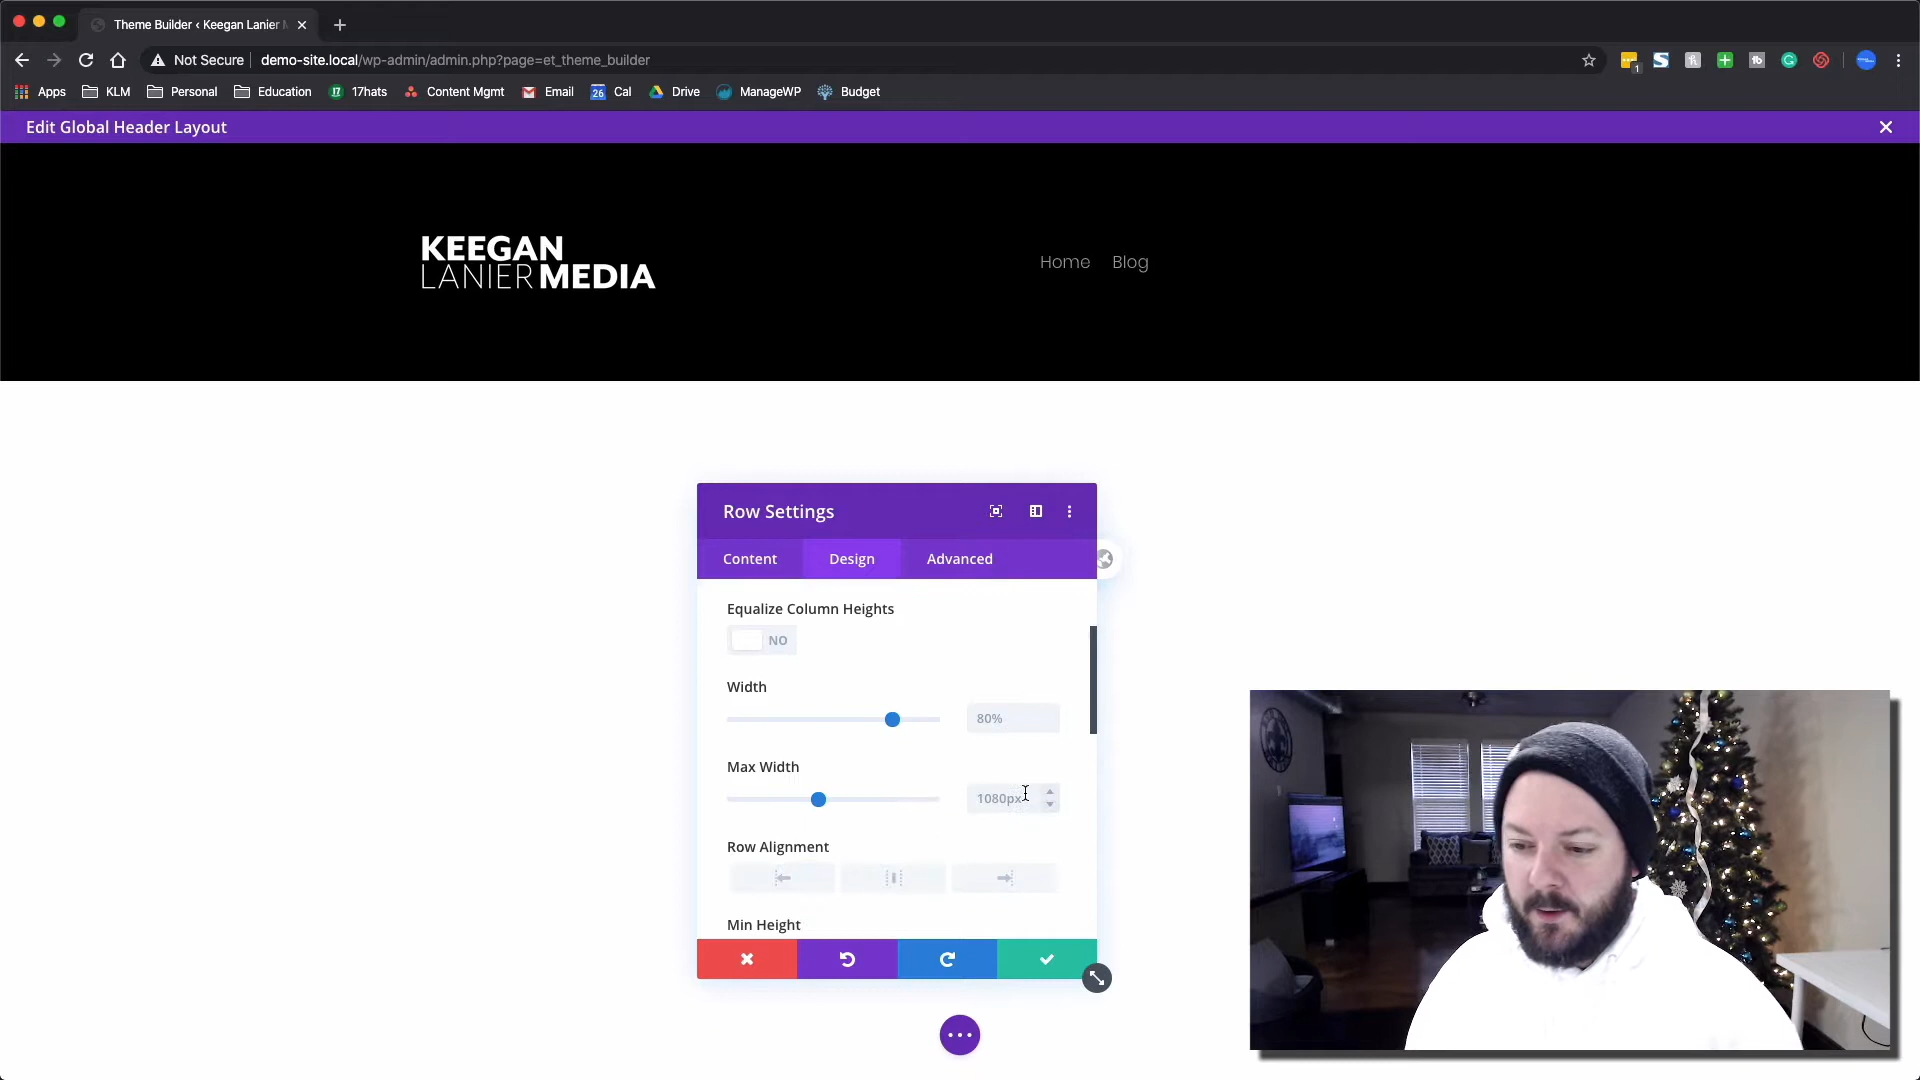 Theme Builder ‹ Keegan Lanier M
Not Secure demo-site.local/wp-admin/admin.php?page=et_theme_builder
1
Apps KLM Personal Education 17hats Content Mgmt Email 26 Cal Drive ManageWP Budget
Edit Global Header Layout
KEEGAN
LANIER MEDIA
Home Blog
Row Settings
Content Design Advanced
Equalize Column Heights
NO
Width
80%
Max Width
1080px
Row Alignment
Min Height